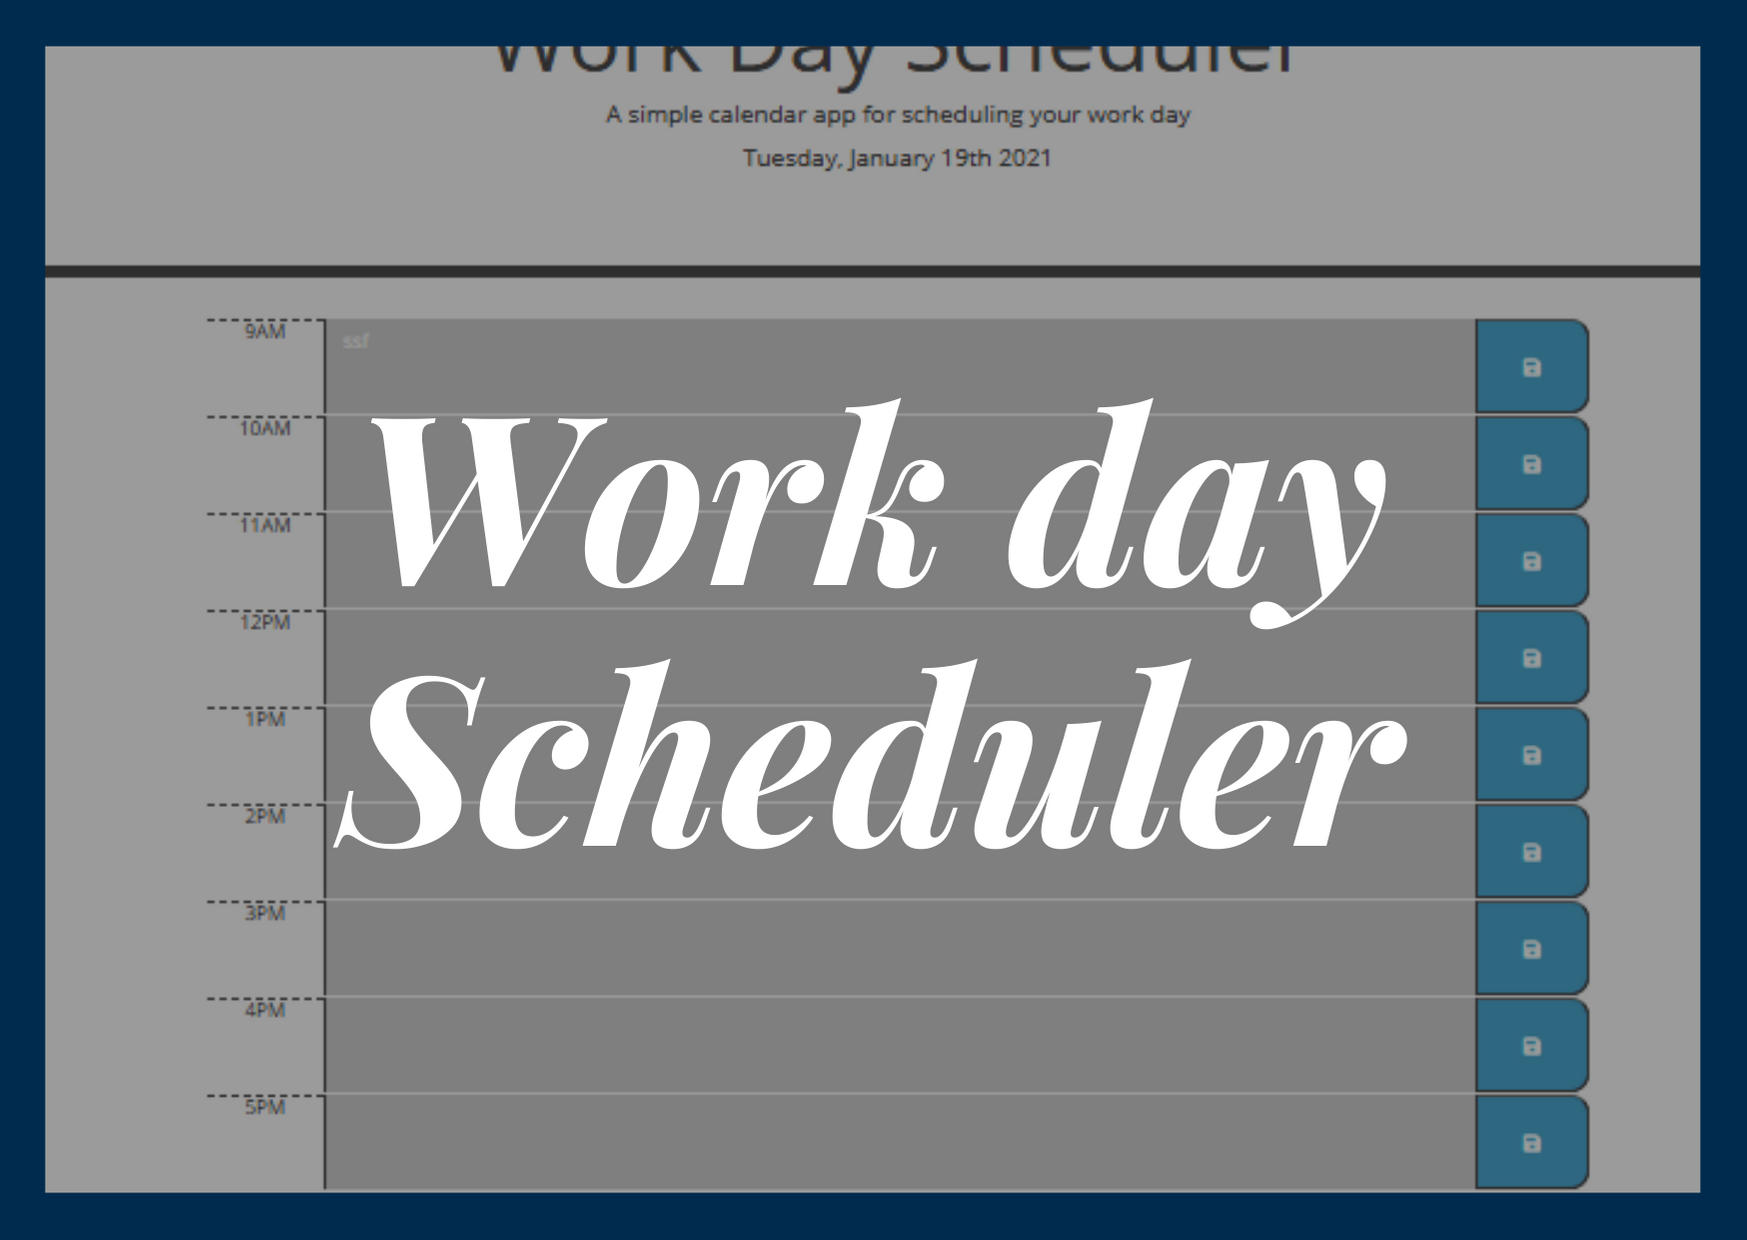 Work Day Scheduler
A simple calendar app for scheduling your work day
Tuesday, January 19th 2021
9AM
ssf
10AM
Work day
11AM
12PM
Scheduler
1PM
2PM
3PM
4PM
5PM